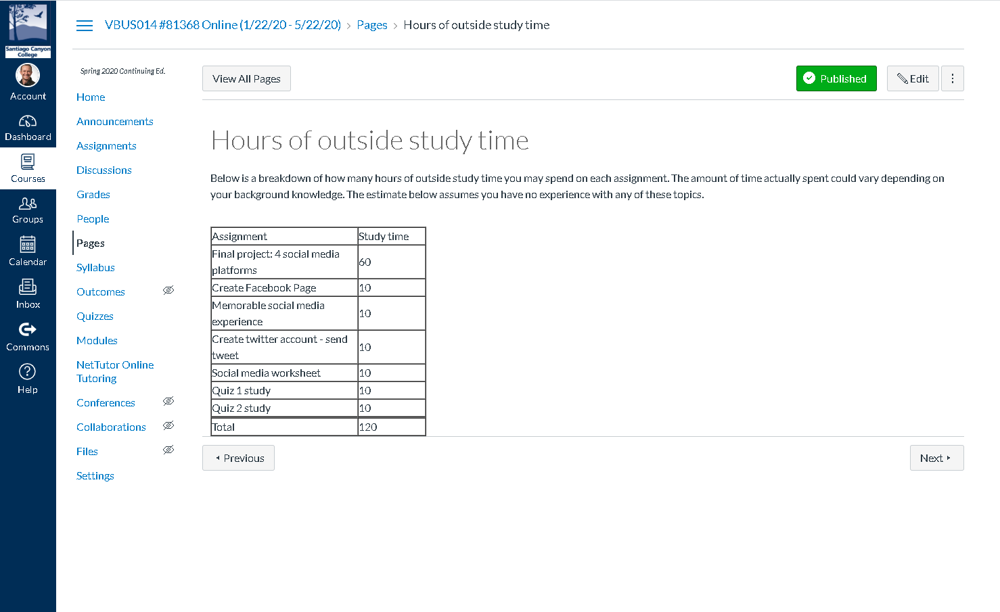 Santiago Canyon
College
Account
Dashboard
Courses
Groups
Calendar
Inbox
Commons
Help
VBUS014 #81368 Online (1/22/20 - 5/22/20) > Pages > Hours of outside study time
Spring 2020 Continuing Ed.
Home
Announcements
Assignments
Discussions
Grades
People
Pages
Syllabus
Outcomes
Quizzes
Modules
NetTutor Online
Tutoring
Conferences
Collaborations
Files
Settings
View All Pages
Published
Edit
Hours of outside study time
Below is a breakdown of how many hours of outside study time you may spend on each assignment. The amount of time actually spent could vary depending on
your background knowledge. The estimate below assumes you have no experience with any of these topics.
Assignment Study time
Final project: 4 social media
platforms 60
Create Facebook Page 10
Memorable social media
experience 10
Create twitter account - send
tweet 10
Social media worksheet 10
Quiz 1 study 10
Quiz 2 study 10
Total 120
Previous
Next